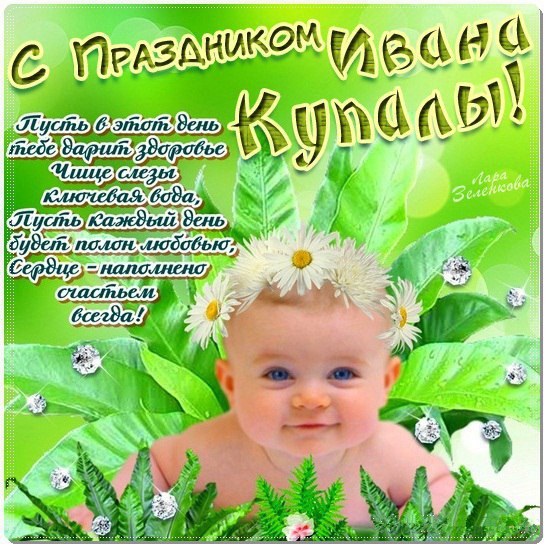 С Праздником Ивана
Купалы!
Пусть в этот день
тебе дарит здоровье
Чище слезы
ключевая вода,
Пусть каждый день
будет полон любовью,
Сердце - наполнено
счастьем
всегда!
Лара
Зеленкова